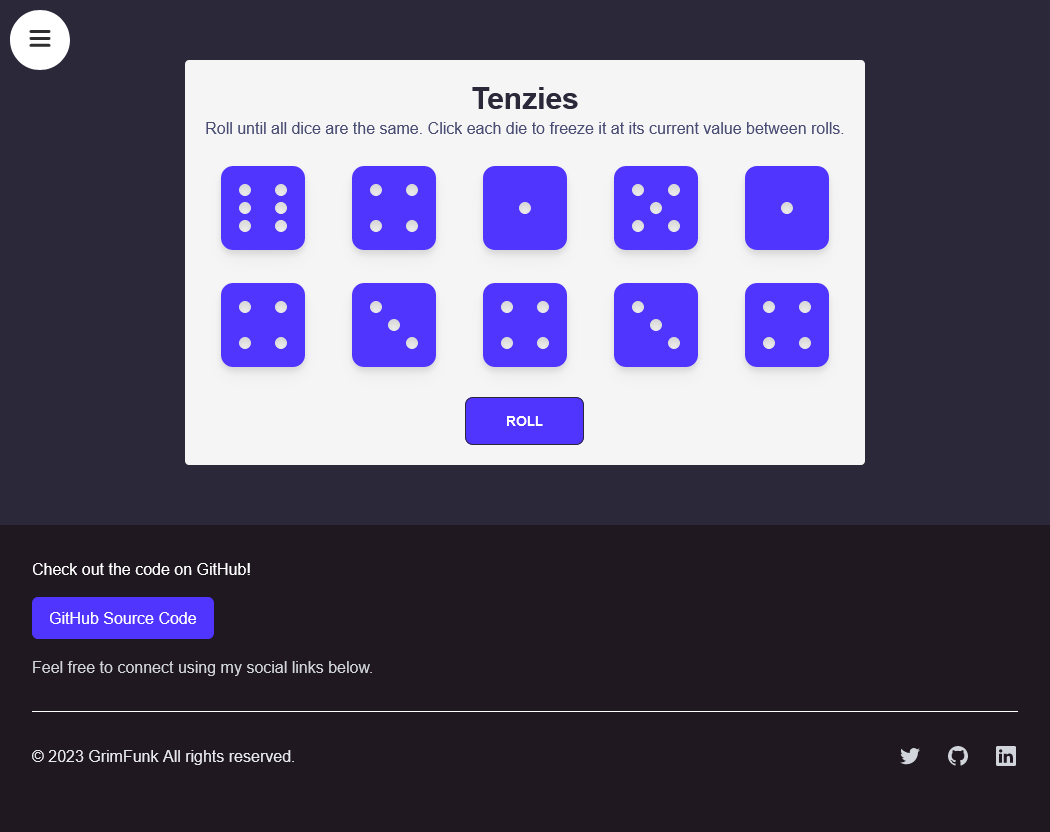 Tenzies
Roll until all dice are the same. Click each die to freeze it at its current value between rolls.
ROLL
Check out the code on GitHub!
GitHub Source Code
Feel free to connect using my social links below.
© 2023 GrimFunk All rights reserved.